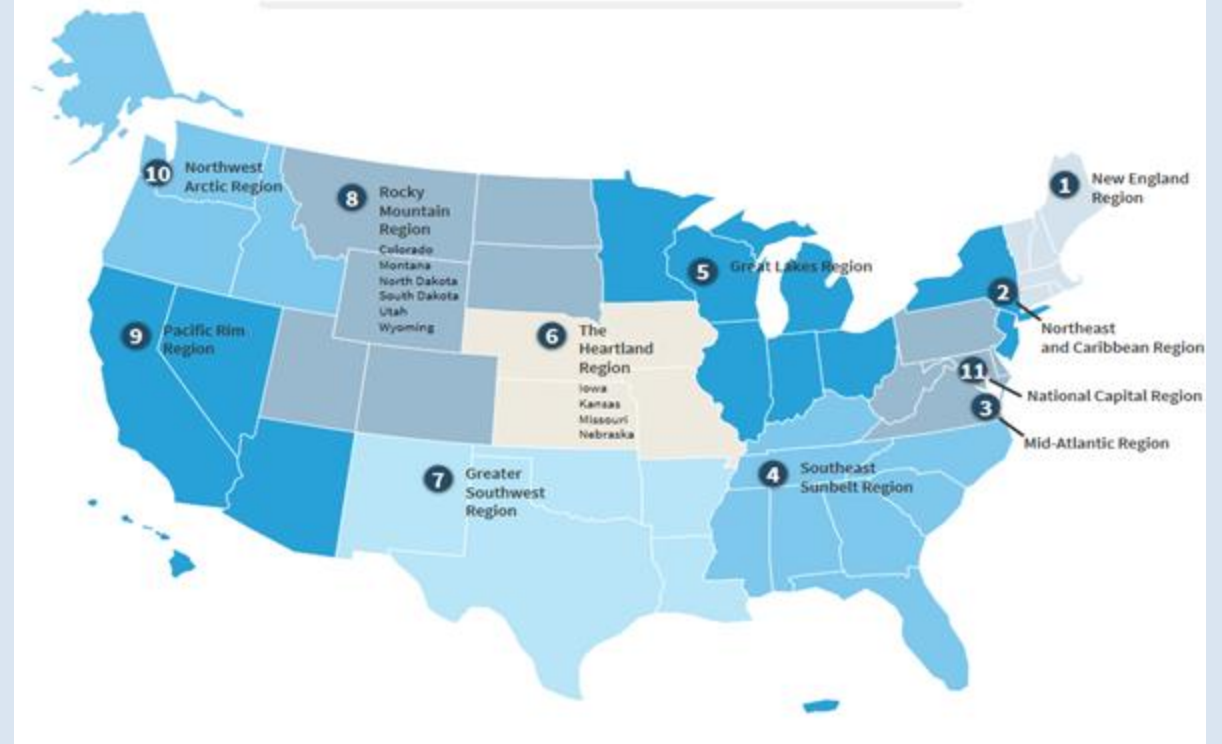 10
Northwest
Arctic Region
8
Rocky
Mountain
Region
Colorado
Montana
North Dakota
South Dakota
Utah
Wyoming
1
New England
Region
5
Great Lakes Region
2
Northeast
and Caribbean Region
9
Pacific Rim
Region
6
The
Heartland
Region
Iowa
Kansas
Missouri
Nebraska
11
National Capital Region
3
Mid-Atlantic Region
7
Greater
Southwest
Region
4
Southeast
Sunbelt Region